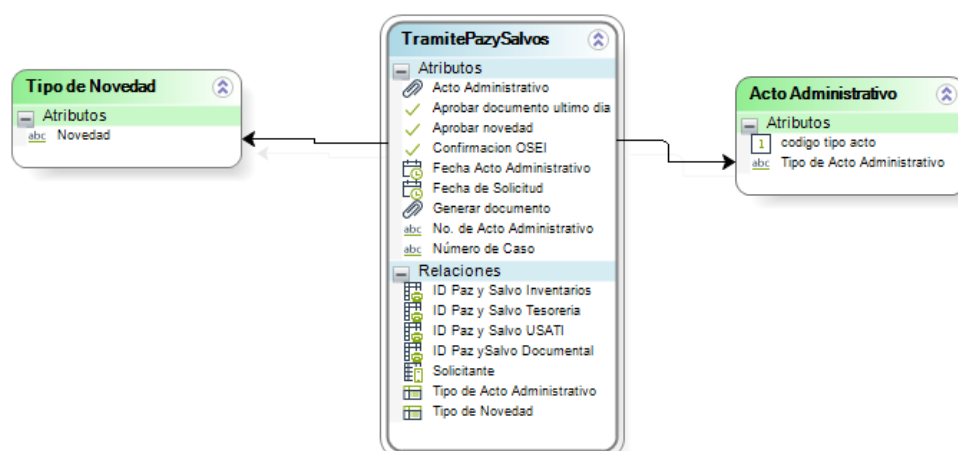 Tipo de Novedad
Atributos
abc Novedad
TramitePazySalvos
Atributos
Acto Administrativo
Aprobar documento ultimo dia
Aprobar novedad
Confirmacion OSEI
Fecha Acto Administrativo
Fecha de Solicitud
Generar documento
abc No. de Acto Administrativo
abc Número de Caso
Relaciones
ID Paz y Salvo Inventarios
ID Paz y Salvo Tesoreria
ID Paz y Salvo USATI
ID Paz ySalvo Documental
Solicitante
Tipo de Acto Administrativo
Tipo de Novedad
Acto Administrativo
Atributos
1 codigo tipo acto
abc Tipo de Acto Administrativo